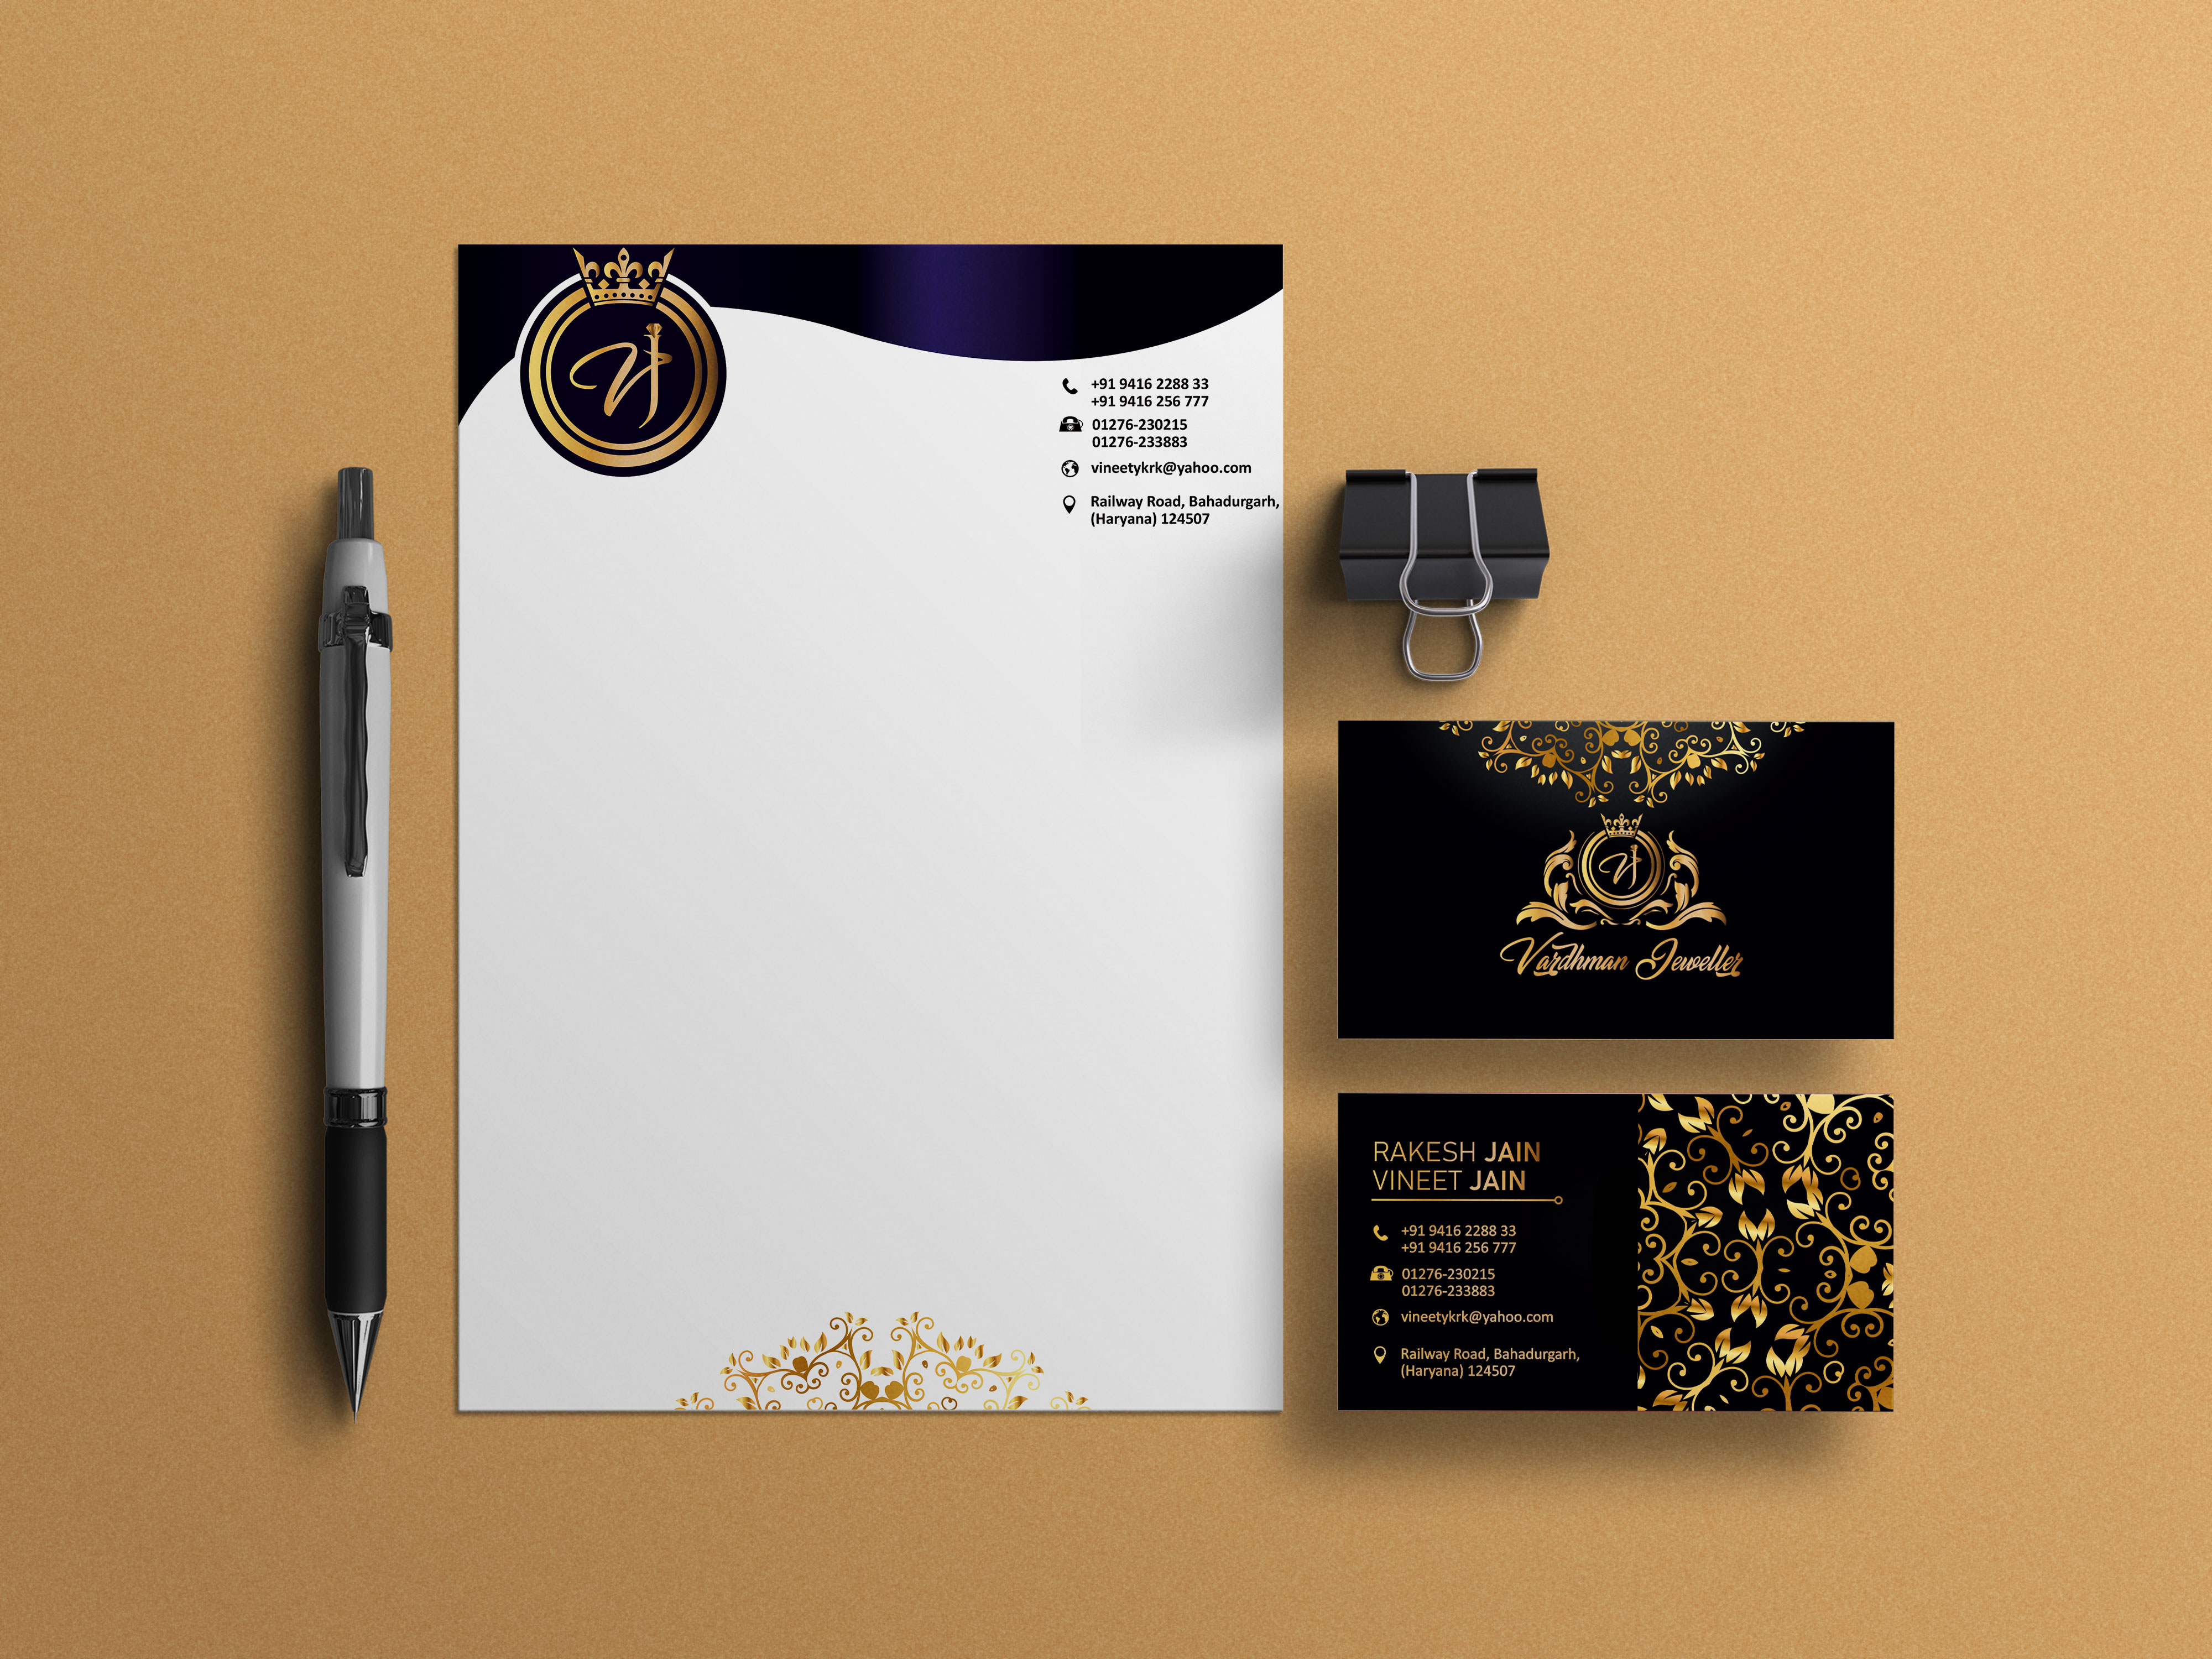 VJ
+91 9416 2288 33
+91 9416 256 777
01276-230215
01276-233883
vineetykrk@yahoo.com
Railway Road, Bahadurgarh,
(Haryana) 124507
VJ
Vardhman Jeweller
RAKESH JAIN
VINEET JAIN
+91 9416 2288 33
+91 9416 256 777
01276-230215
01276-233883
vineetykrk@yahoo.com
Railway Road, Bahadurgarh,
(Haryana) 124507